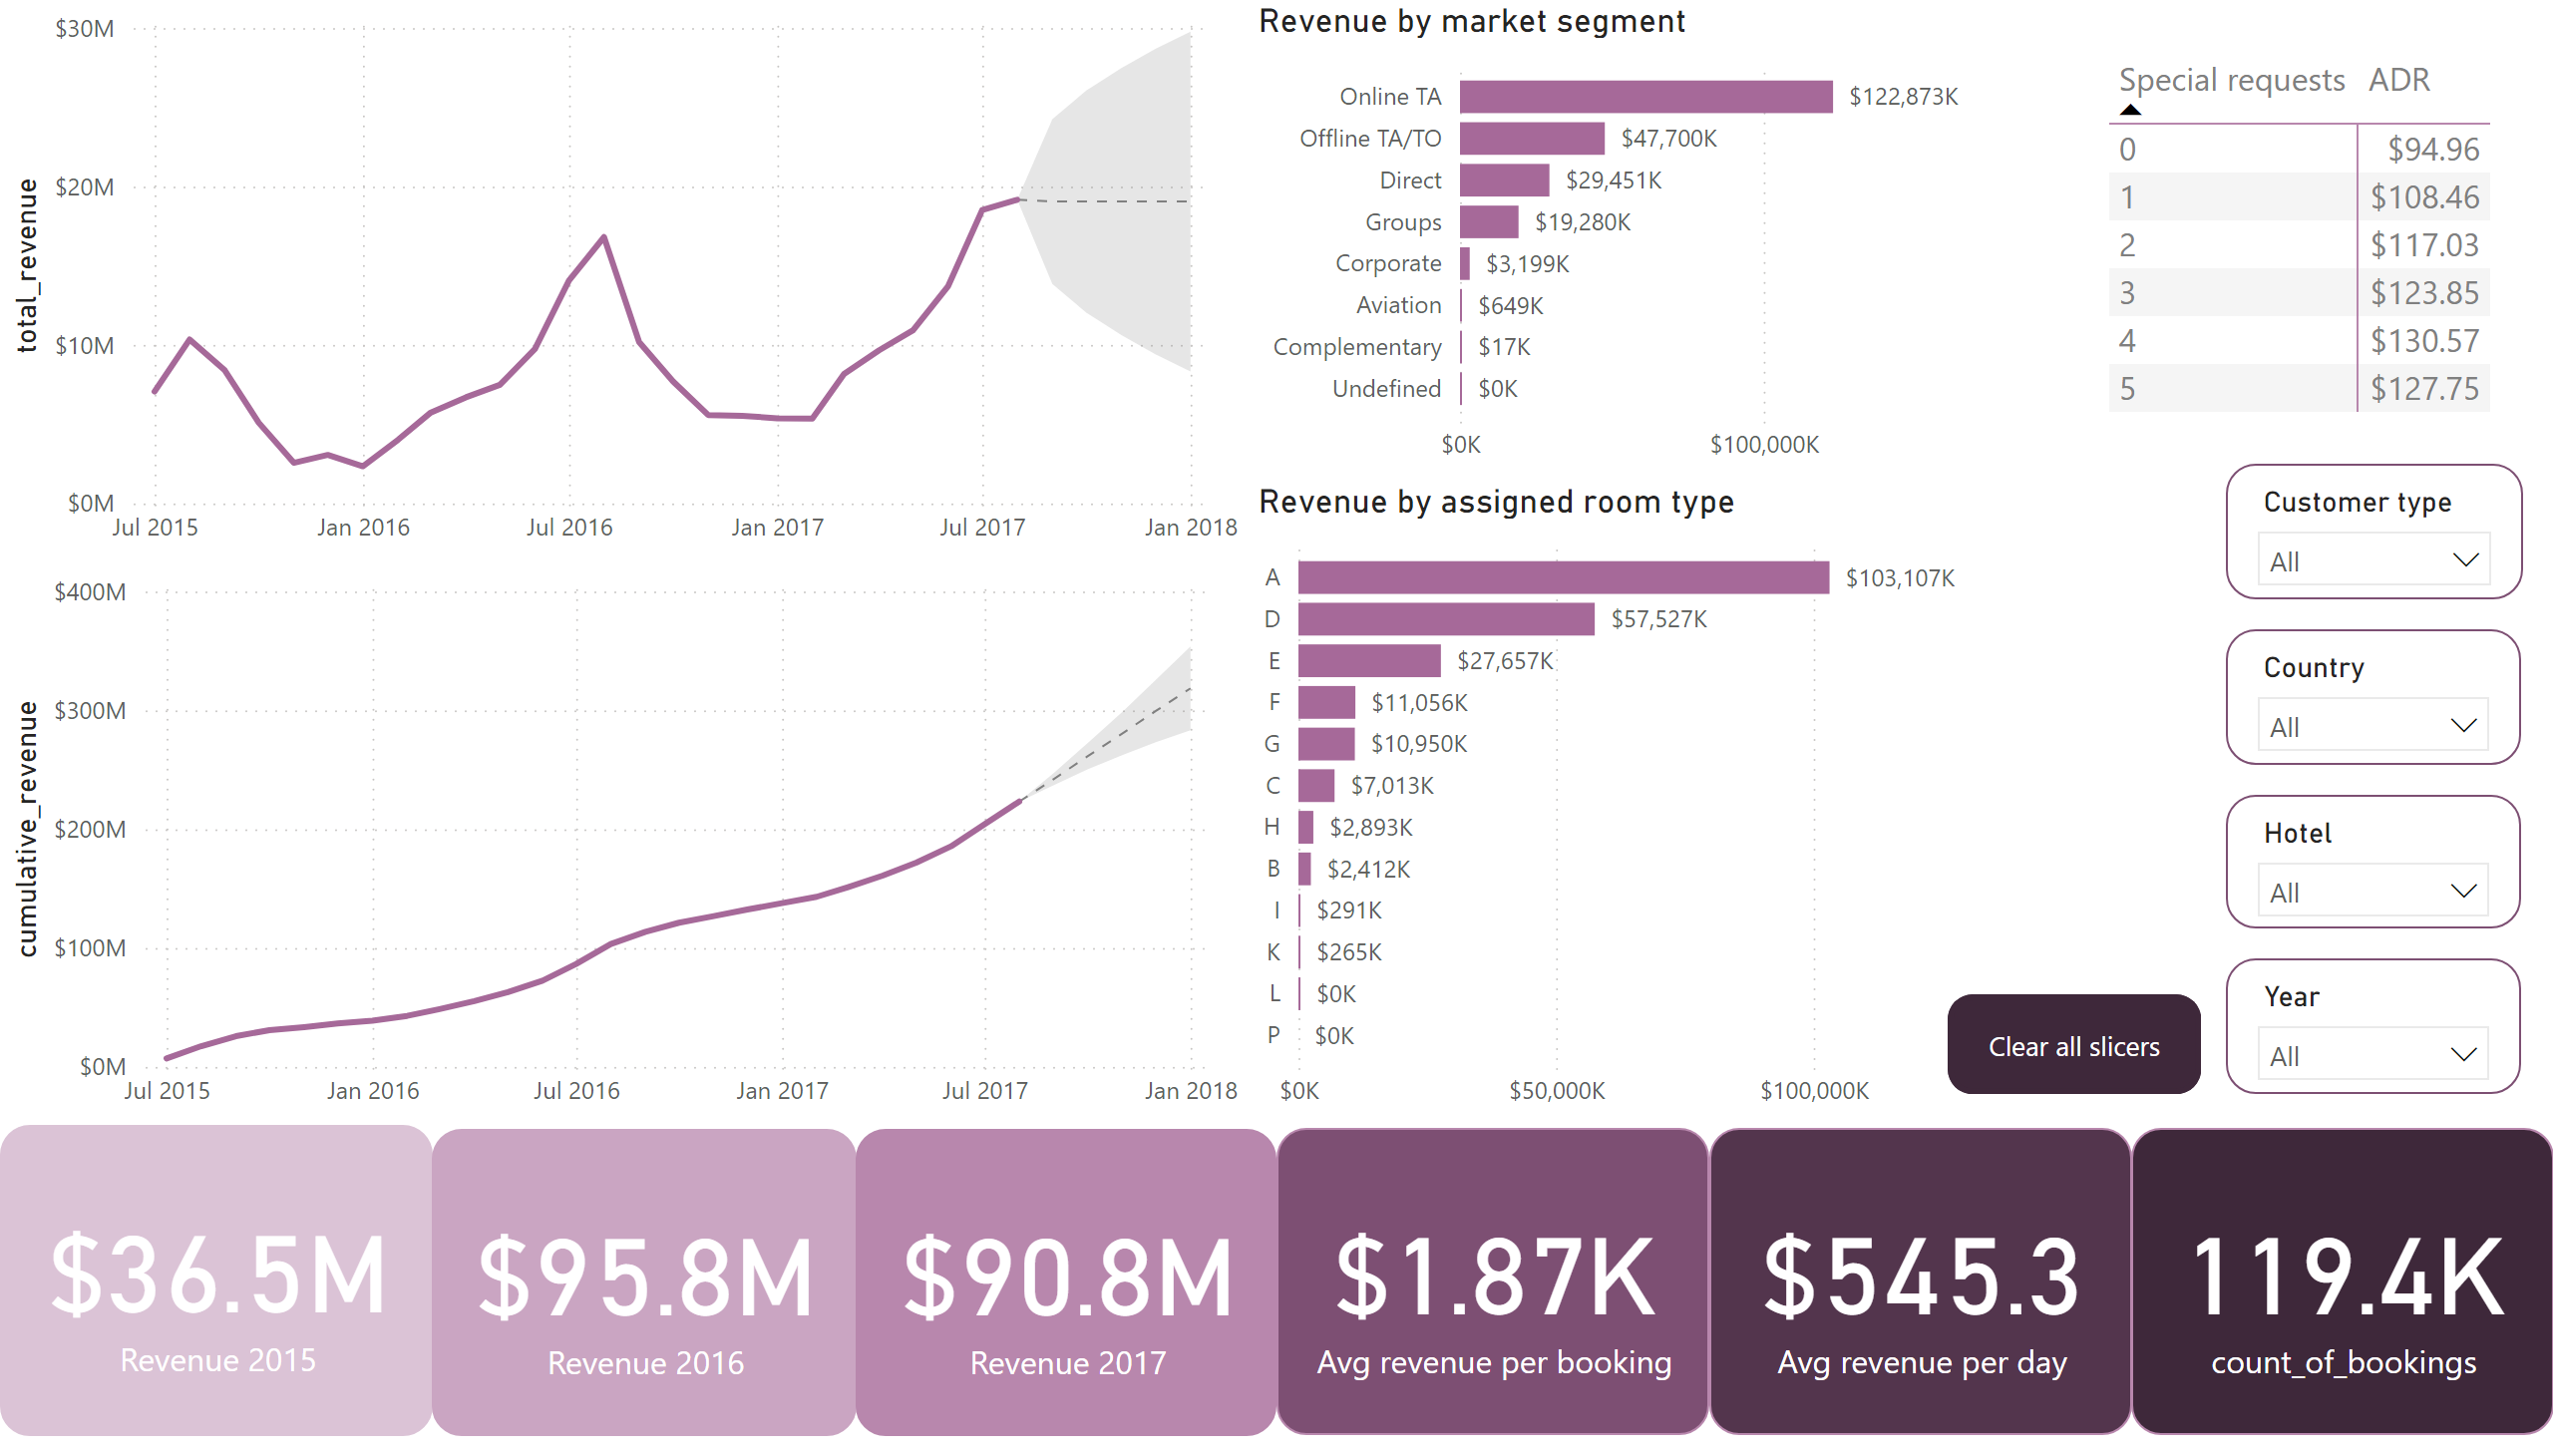 total_revenue
$30M
$20M
$10M
$0M
Jul 2015 Jan 2016 Jul 2016 Jan 2017 Jul 2017 Jan 2018
cumulative_revenue
$400M
$300M
$200M
$100M
$0M
Jul 2015 Jan 2016 Jul 2016 Jan 2017 Jul 2017 Jan 2018
Revenue by market segment
Online TA $122,873K
Offline TA/TO $47,700K
Direct $29,451K
Groups $19,280K
Corporate $3,199K
Aviation $649K
Complementary $17K
Undefined $0K
$0K $100,000K
Revenue by assigned room type
A $103,107K
D $57,527K
E $27,657K
F $11,056K
G $10,950K
C $7,013K
H $2,893K
B $2,412K
I $291K
K $265K
L $0K
P $0K
$0K $50,000K $100,000K
Special requests ADR
0 $94.96
1 $108.46
2 $117.03
3 $123.85
4 $130.57
5 $127.75
Customer type
All
Country
All
Hotel
All
Year
All
Clear all slicers
$36.5M
Revenue 2015
$95.8M
Revenue 2016
$90.8M
Revenue 2017
$1.87K
Avg revenue per booking
$545.3
Avg revenue per day
119.4K
count_of_bookings